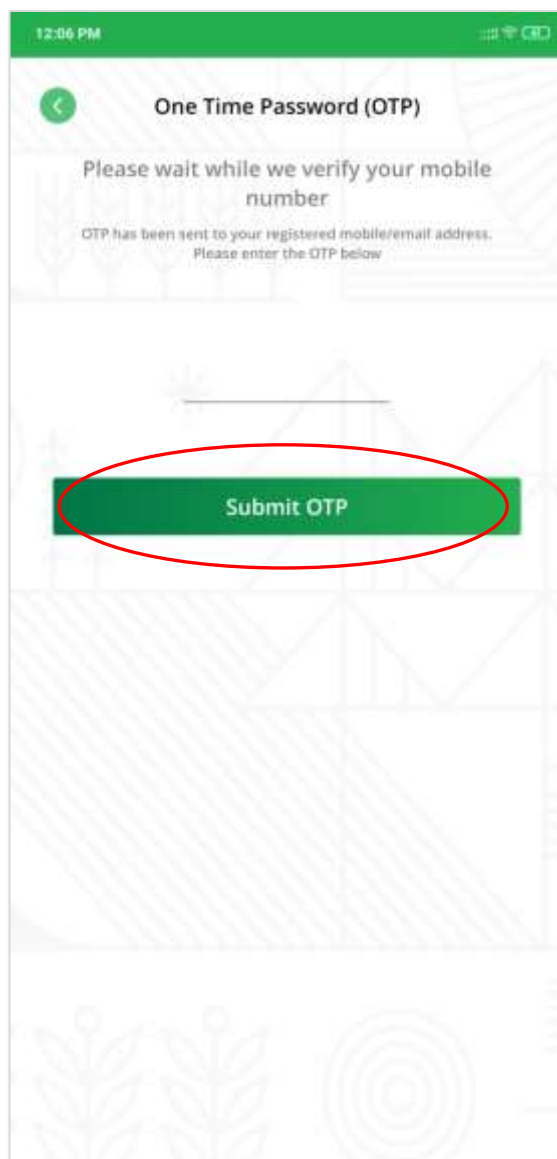 12:06 PM
One Time Password (OTP)
Please wait while we verify your mobile
number
OTP has been sent to your registered mobile/email address.
Please enter the OTP below
Submit OTP